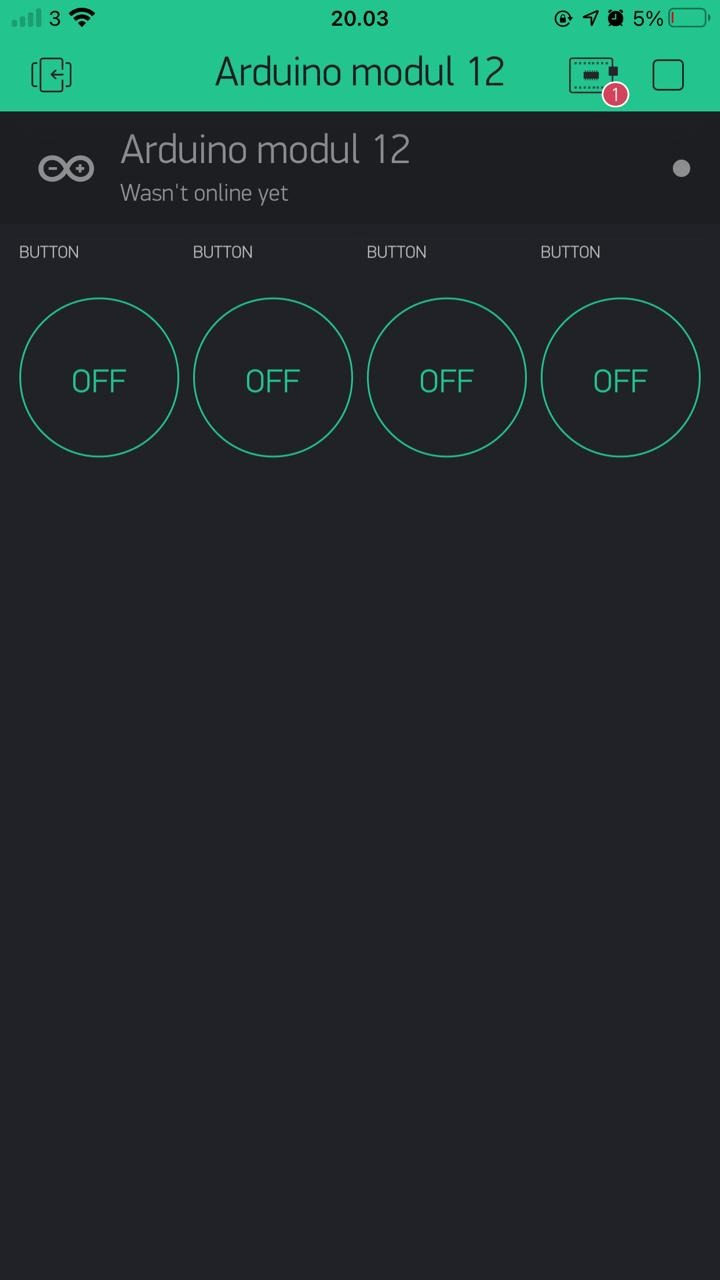 3 20.03 5%
Arduino modul 12
1
Arduino modul 12
Wasn't online yet
BUTTON BUTTON BUTTON BUTTON
OFF OFF OFF OFF